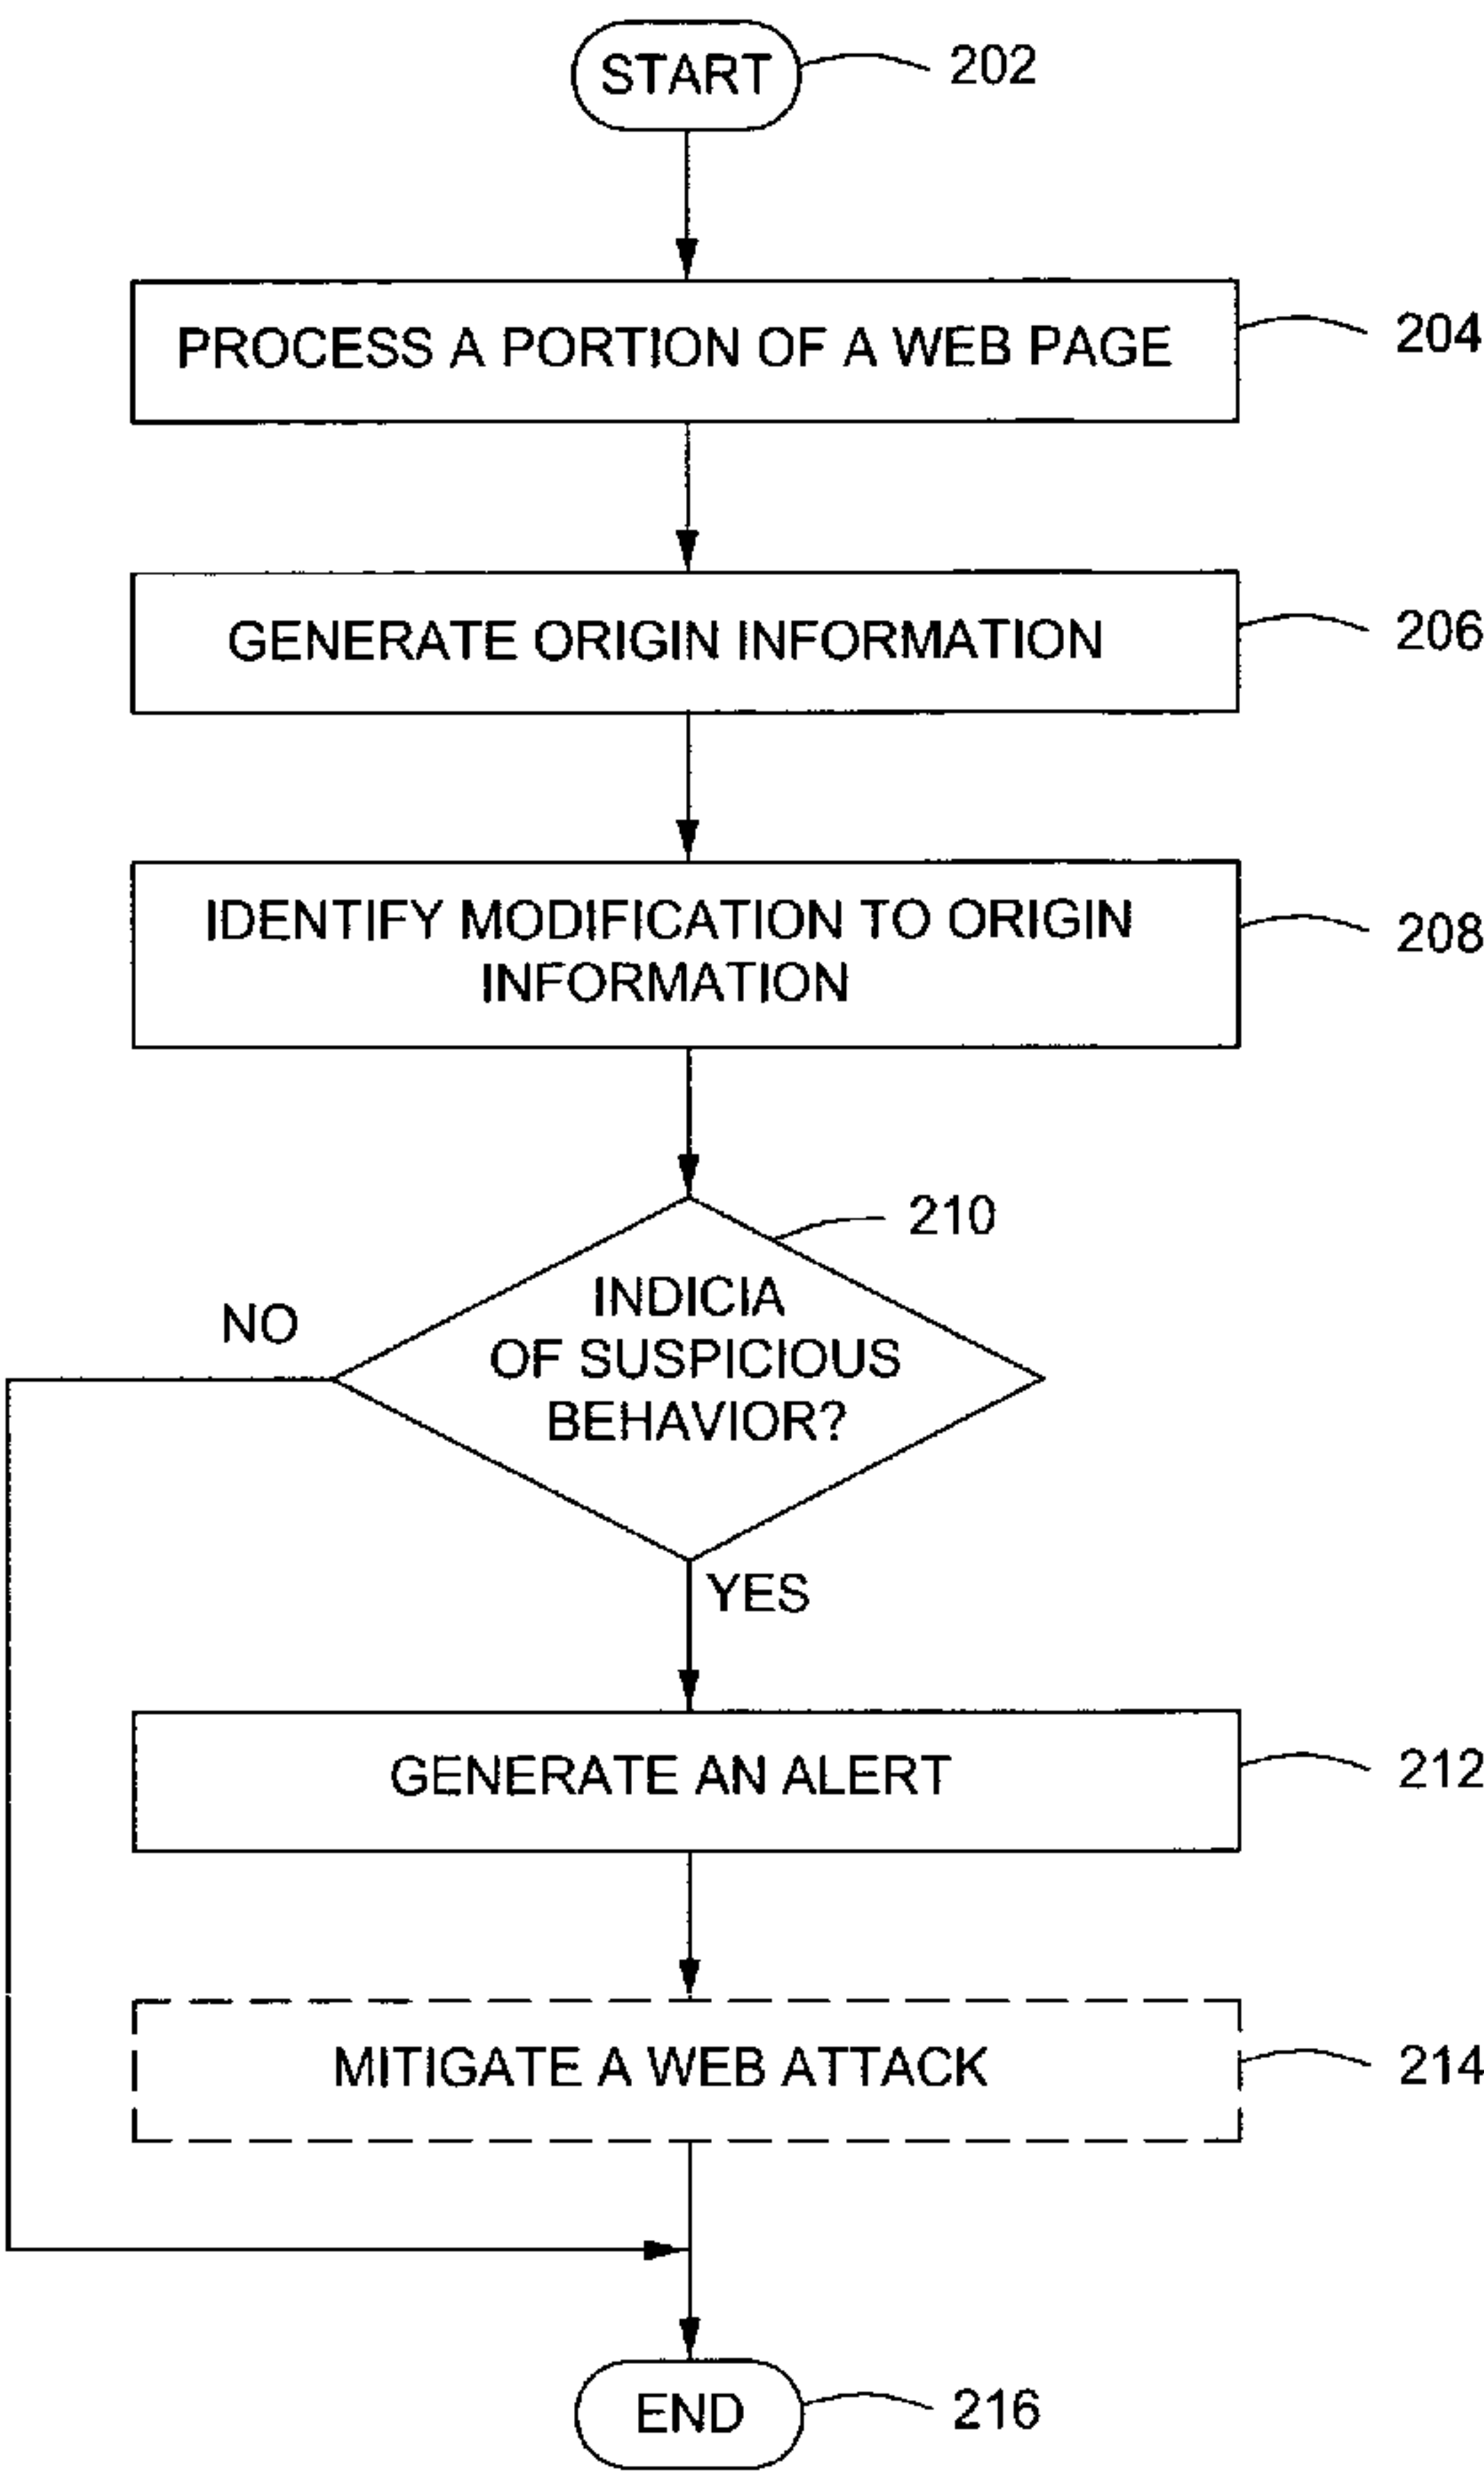 START
202
PROCESS A PORTION OF A WEB PAGE
204
GENERATE ORIGIN INFORMATION
206
IDENTIFY MODIFICATION TO ORIGIN
INFORMATION
208
210
INDICIA
OF SUSPICIOUS
BEHAVIOR?
NO
YES
GENERATE AN ALERT
212
MITIGATE A WEB ATTACK
214
END
216